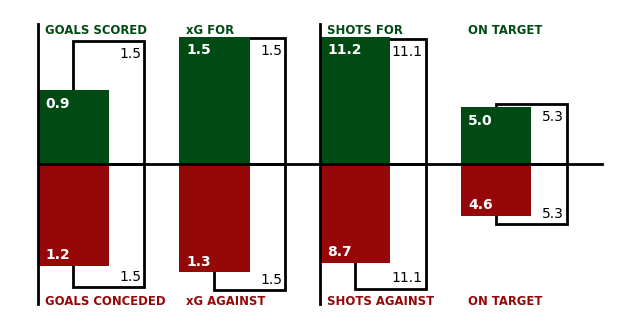 GOALS SCORED xG FOR SHOTS FOR ON TARGET
1.5 1.5 1.5 11.2 11.1
0.9 5.0 5.3
1.2 1.5 1.3 1.5 8.7 11.1 4.6 5.3
GOALS CONCEDED xG AGAINST SHOTS AGAINST ON TARGET